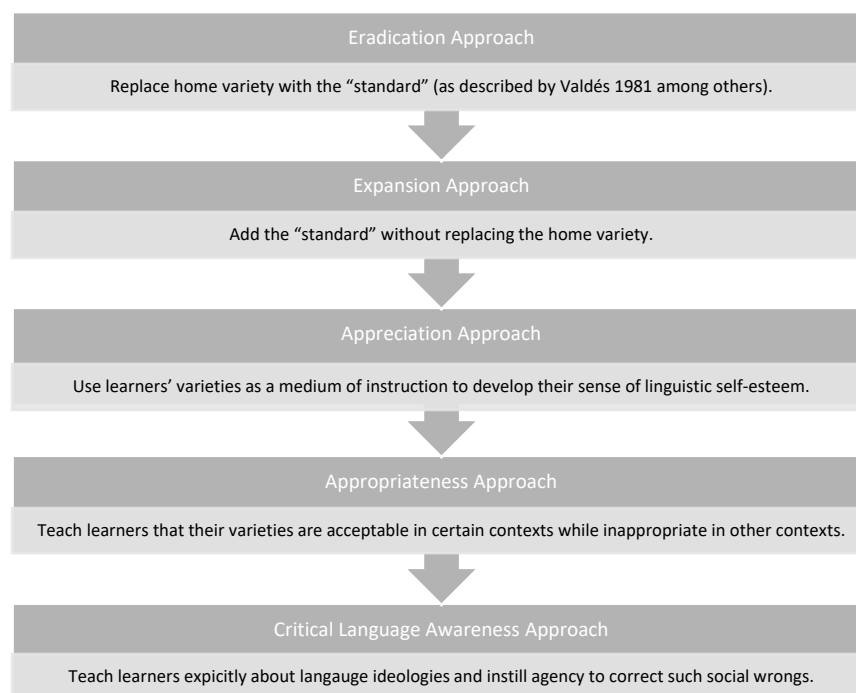 Eradication Approach
Replace home variety with the “standard” (as described by Valdés 1981 among others).
Expansion Approach
Add the “standard” without replacing the home variety.
Appreciation Approach
Use learners’ varieties as a medium of instruction to develop their sense of linguistic self-esteem.
Appropriateness Approach
Teach learners that their varieties are acceptable in certain contexts while inappropriate in other contexts.
Critical Language Awareness Approach
Teach learners expicitly about langauge ideologies and instill agency to correct such social wrongs.